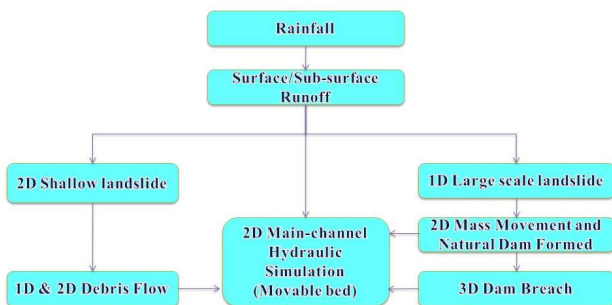 Rainfall
Surface/Sub-surface
Runoff
2D Shallow landslide
1D Large scale landslide
2D Main-channel
Hydraulic
Simulation
(Movable bed)
2D Mass Movement and
Natural Dam Formed
1D & 2D Debris Flow
3D Dam Breach